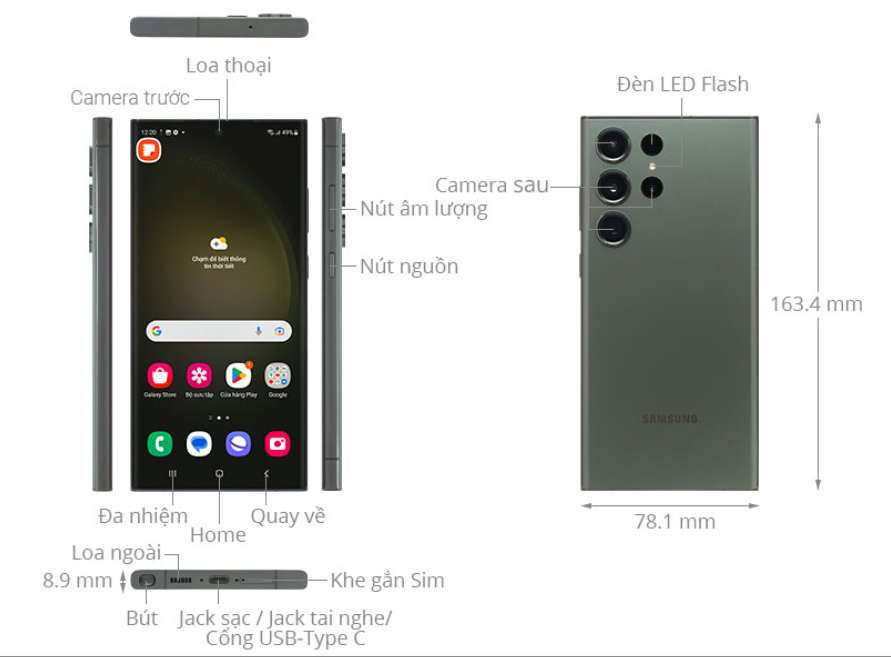 Loa thoại
Camera trước
Đèn LED Flash
12:20
49%
Chạm để biết thông
tin thời tiết
Camera sau
Nút âm lượng
Nút nguồn
163.4 mm
Galaxy Store
Bộ sưu tập
Cửa hàng Play
Google
SAMSUNG
Đa nhiệm
Home
Quay về
78.1 mm
Loa ngoài
8.9 mm
Khe gắn Sim
Bút
Jack sạc / Jack tai nghe/
Cổng USB-Type C